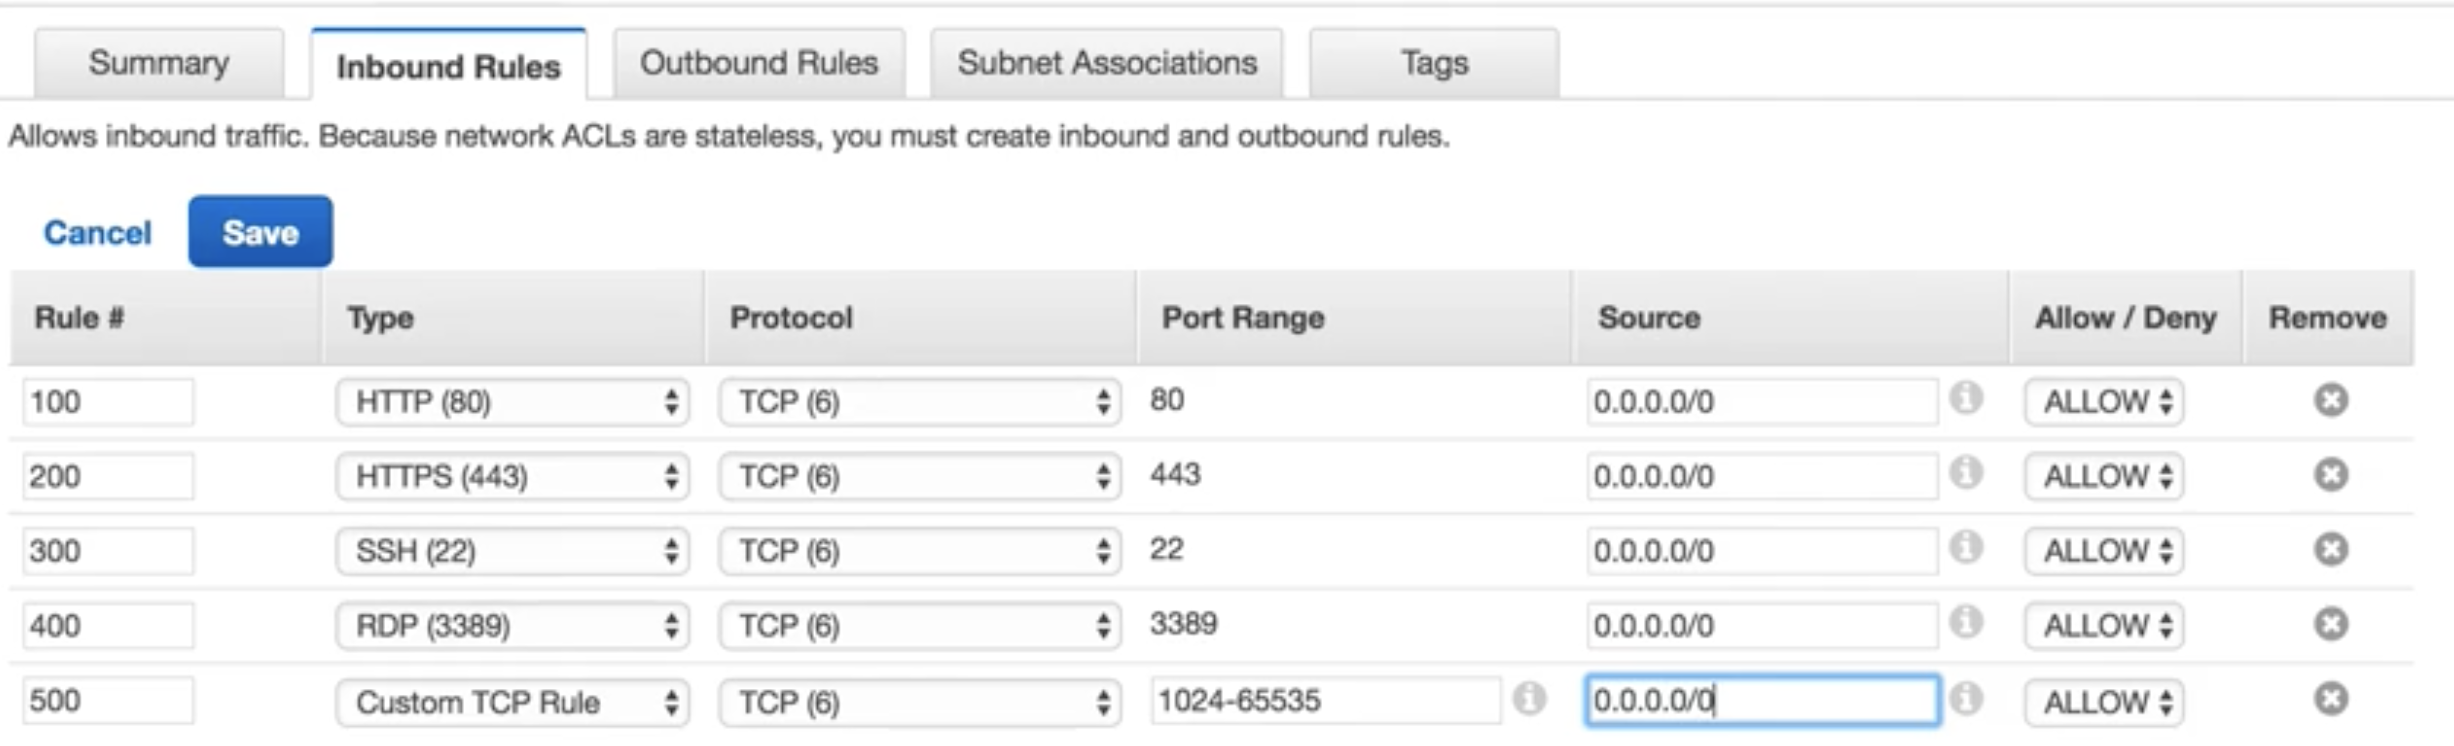 Summary Inbound Rules Outbound Rules Subnet Associations Tags
Allows inbound traffic. Because network ACLs are stateless, you must create inbound and outbound rules.
Cancel Save
Rule # Type Protocol Port Range Source Allow / Deny Remove
100 HTTP (80) TCP (6) 80 0.0.0.0/0 ALLOW
200 HTTPS (443) TCP (6) 443 0.0.0.0/0 ALLOW
300 SSH (22) TCP (6) 22 0.0.0.0/0 ALLOW
400 RDP (3389) TCP (6) 3389 0.0.0.0/0 ALLOW
500 Custom TCP Rule TCP (6) 1024-65535 0.0.0.0/0 ALLOW